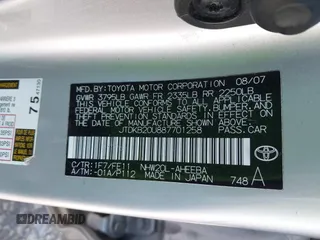 MFD.BY:TOYOTA MOTOR CORPORATION 08/07
GVWR 3795LB GAWR FR 2335LB RR 2250LB
THIS VEHICLE CONFORMS TO ALL APPLICABLE
FEDERAL MOTOR VEHICLE SAFETY, BUMPER, AND
THEFT PREVENTION STANDARDS IN EFFECT ON
THE DATE OF MANUFACTURE SHOWN ABOVE.
JTDKB20U887701258 PASS.CAR
C/TR:1F7/FE11 NHW20L-AHEEBA
A/TM:-01A/P112 MADE IN JAPAN
748 A
TOYOTA
AUTOBIDMID